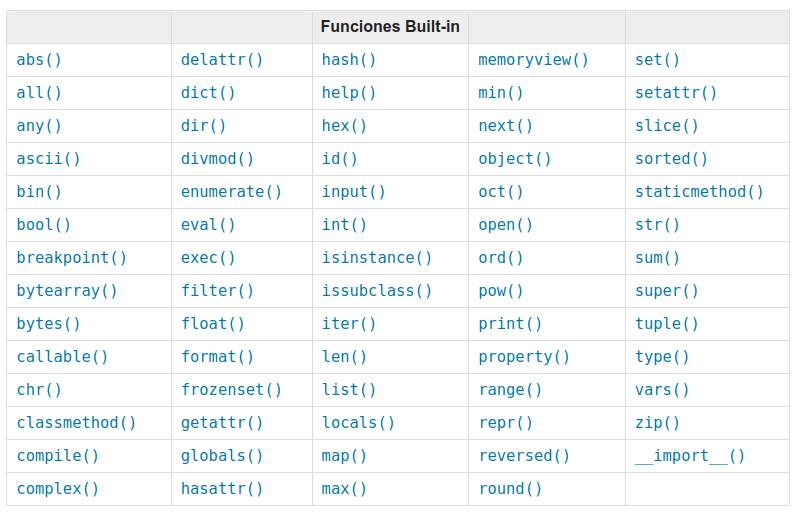 Funciones Built-in
abs() delattr() hash() memoryview() set()
all() dict() help() min() setattr()
any() dir() hex() next() slice()
ascii() divmod() id() object() sorted()
bin() enumerate() input() oct() staticmethod()
bool() eval() int() open() str()
breakpoint() exec() isinstance() ord() sum()
bytearray() filter() issubclass() pow() super()
bytes() float() iter() print() tuple()
callable() format() len() property() type()
chr() frozenset() list() range() vars()
classmethod() getattr() locals() repr() zip()
compile() globals() map() reversed() __import__()
complex() hasattr() max() round()